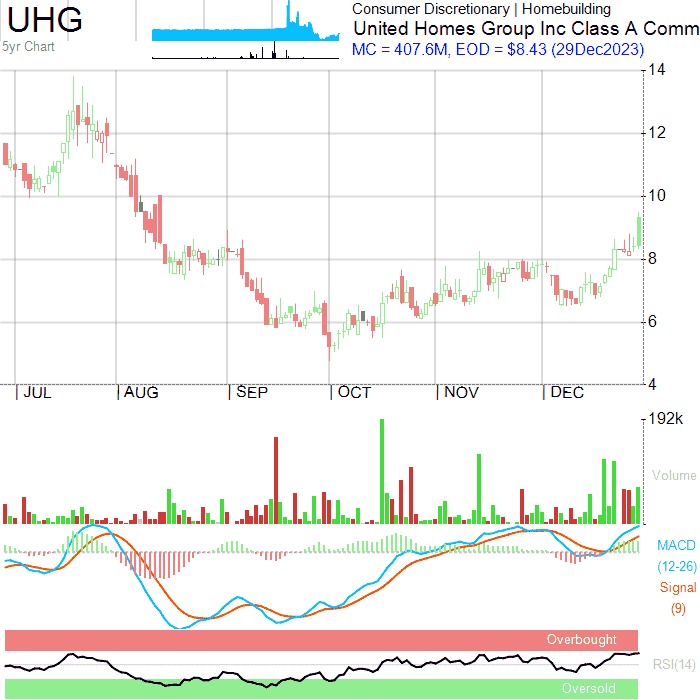 UHG
5yr Chart
Consumer Discretionary | Homebuilding
United Homes Group Inc Class A Comm
MC = 407.6M, EOD = $8.43 (29Dec2023)
14
12
10
8
6
4
JUL AUG SEP OCT NOV DEC
192k
Volume
MACD
(12-26)
Signal
(9)
Overbought
RSI(14)
Oversold